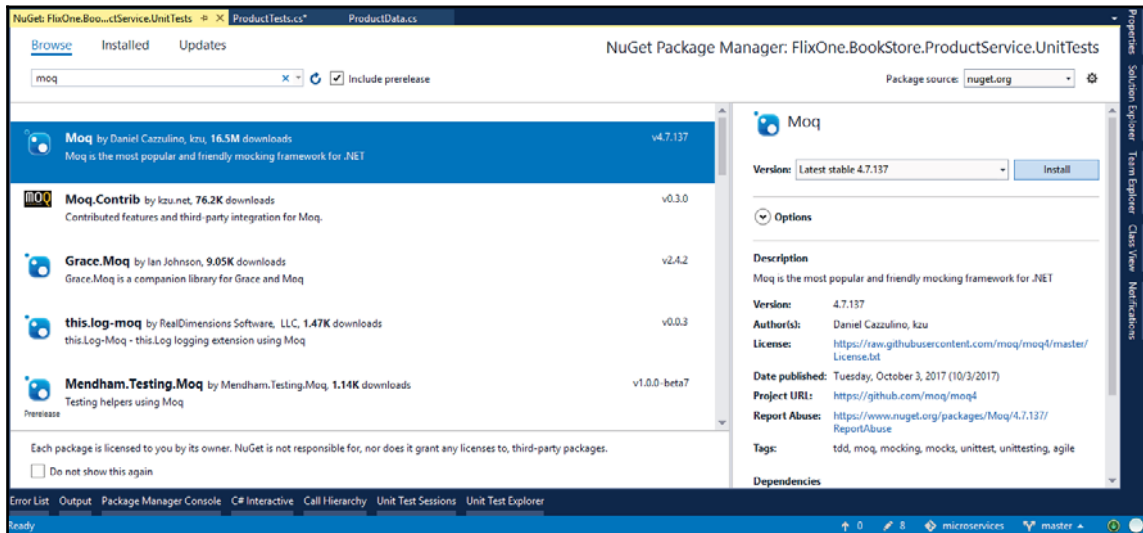 NuGet: FlixOne.Boo...ctService.UnitTests ProductTests.cs* ProductData.cs
Browse Installed Updates
NuGet Package Manager: FlixOne.BookStore.ProductService.UnitTests
moq
Include prerelease
Package source: nuget.org
Moq by Daniel Cazzulino, kzu, 16.5M downloads v4.7.137
Moq is the most popular and friendly mocking framework for .NET
MOQ
Moq.Contrib by kzu.net, 76.2K downloads v0.3.0
Contributed features and third-party integration for Moq.
Grace.Moq by Ian Johnson, 9.05K downloads v2.4.2
Grace.Moq is a companion library for Grace and Moq
this.log-moq by RealDimensions Software, LLC, 1.47K downloads v0.0.3
this.Log-Moq - this.Log logging extension using Moq
Mendham.Testing.Moq by Mendham.Testing.Moq, 1.14K downloads v1.0.0-beta7
Testing helpers using Moq
Prerelease
Each package is licensed to you by its owner. NuGet is not responsible for, nor does it grant any licenses to, third-party packages.
Do not show this again
Moq
Version: Latest stable 4.7.137 Install
Options
Description
Moq is the most popular and friendly mocking framework for .NET
Version: 4.7.137
Author(s): Daniel Cazzulino, kzu
License: https://raw.githubusercontent.com/moq/moq4/master/
License.txt
Date published: Tuesday, October 3, 2017 (10/3/2017)
Project URL: https://github.com/moq/moq4
Report Abuse: https://www.nuget.org/packages/Moq/4.7.137/
ReportAbuse
Tags: tdd, moq, mocking, mocks, unittest, unittesting, agile
Dependencies
Properties
Solution Explorer
Team Explorer
Class View
Notifications
Error List Output Package Manager Console C# Interactive Call Hierarchy Unit Test Sessions Unit Test Explorer
Ready 0 8 microservices master